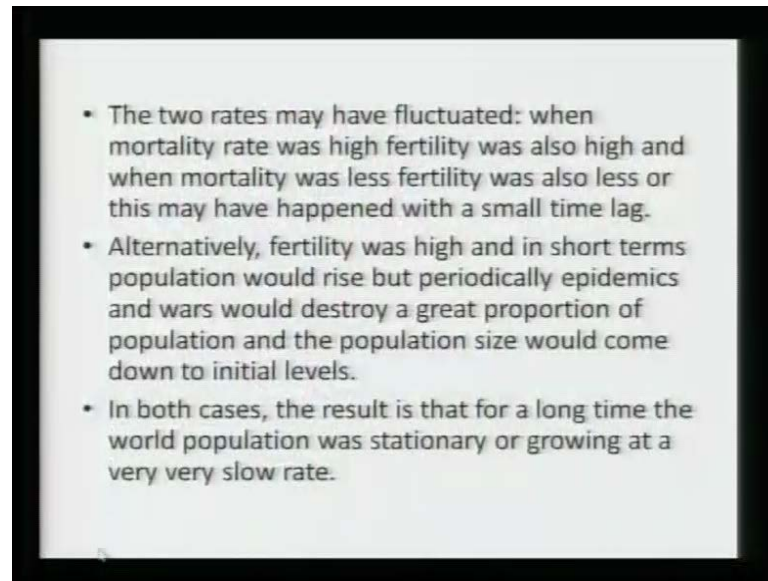 • The two rates may have fluctuated: when
mortality rate was high fertility was also high and
when mortality was less fertility was also less or
this may have happened with a small time lag.
• Alternatively, fertility was high and in short terms
population would rise but periodically epidemics
and wars would destroy a great proportion of
population and the population size would come
down to initial levels.
• In both cases, the result is that for a long time the
world population was stationary or growing at a
very very slow rate.